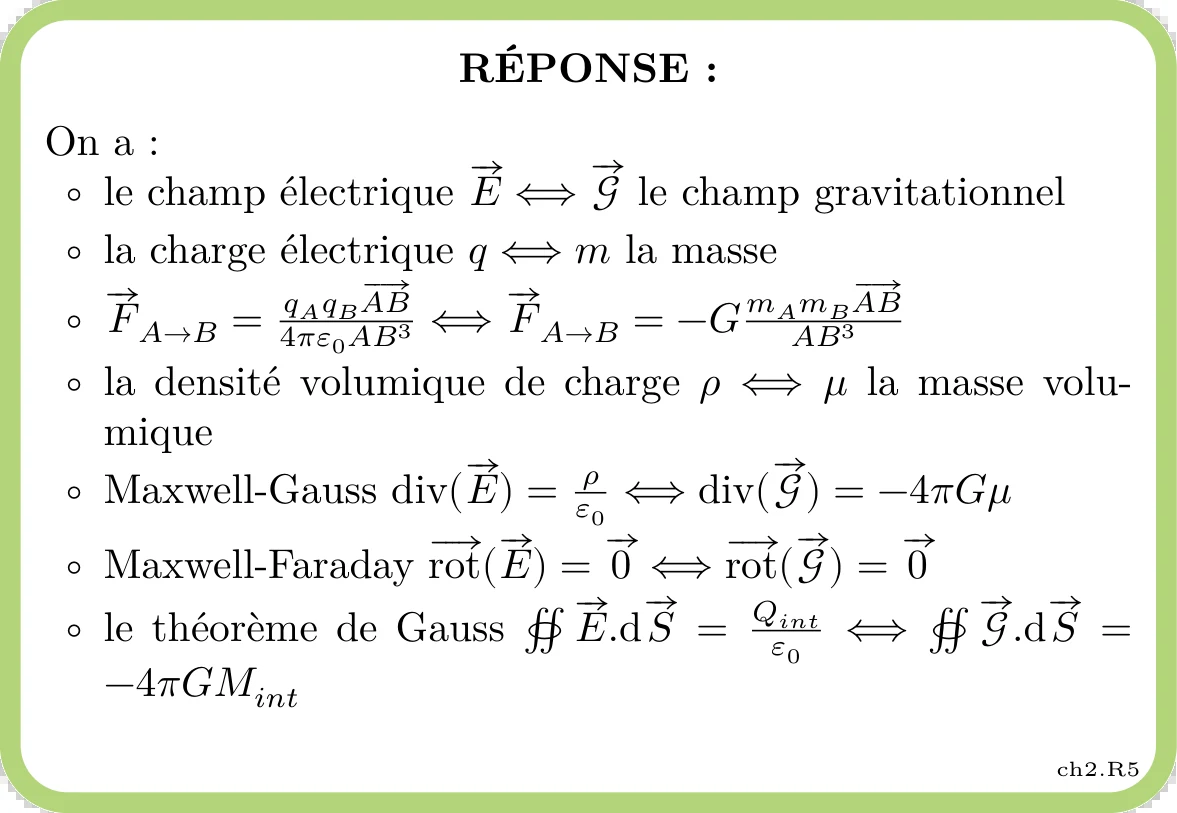 RÉPONSE :
On a :
◦ le champ électrique $\overrightarrow{E} \Longleftrightarrow \overrightarrow{\mathcal{G}}$ le champ gravitationnel
◦ la charge électrique $q \Longleftrightarrow m$ la masse
◦ $\overrightarrow{F}_{A \to B} = \frac{q_A q_B \overrightarrow{AB}}{4\pi\varepsilon_0 AB^3} \Longleftrightarrow \overrightarrow{F}_{A \to B} = -G\frac{m_A m_B \overrightarrow{AB}}{AB^3}$
◦ la densité volumique de charge $\rho \Longleftrightarrow \mu$ la masse volu-
mique
◦ Maxwell-Gauss $\text{div}(\overrightarrow{E}) = \frac{\rho}{\varepsilon_0} \Longleftrightarrow \text{div}(\overrightarrow{\mathcal{G}}) = -4\pi G\mu$
◦ Maxwell-Faraday $\overrightarrow{\text{rot}}(\overrightarrow{E}) = \overrightarrow{0} \Longleftrightarrow \overrightarrow{\text{rot}}(\overrightarrow{\mathcal{G}}) = \overrightarrow{0}$
◦ le théorème de Gauss $\oiint \overrightarrow{E}.\text{d}\overrightarrow{S} = \frac{Q_{int}}{\varepsilon_0} \Longleftrightarrow \oiint \overrightarrow{\mathcal{G}}.\text{d}\overrightarrow{S} =$
$-4\pi G M_{int}$
ch2.R5